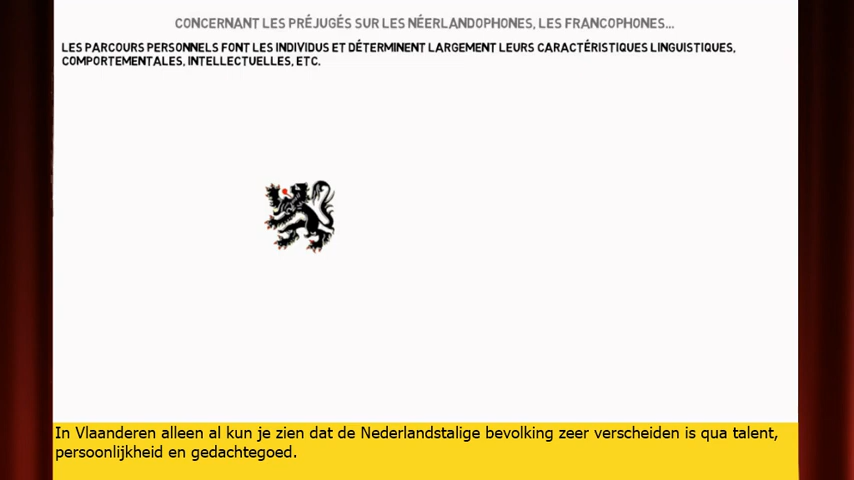 CONCERNANT LES PRÉJUGÉS SUR LES NÉERLANDOPHONES, LES FRANCOPHONES...
LES PARCOURS PERSONNELS FONT LES INDIVIDUS ET DÉTERMINENT LARGEMENT LEURS CARACTÉRISTIQUES LINGUISTIQUES,
COMPORTEMENTALES, INTELLECTUELLES, ETC.
In Vlaanderen alleen al kun je zien dat de Nederlandstalige bevolking zeer verscheiden is qua talent,
persoonlijkheid en gedachtegoed.